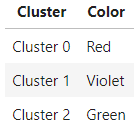 Cluster Color
Cluster 0 Red
Cluster 1 Violet
Cluster 2 Green